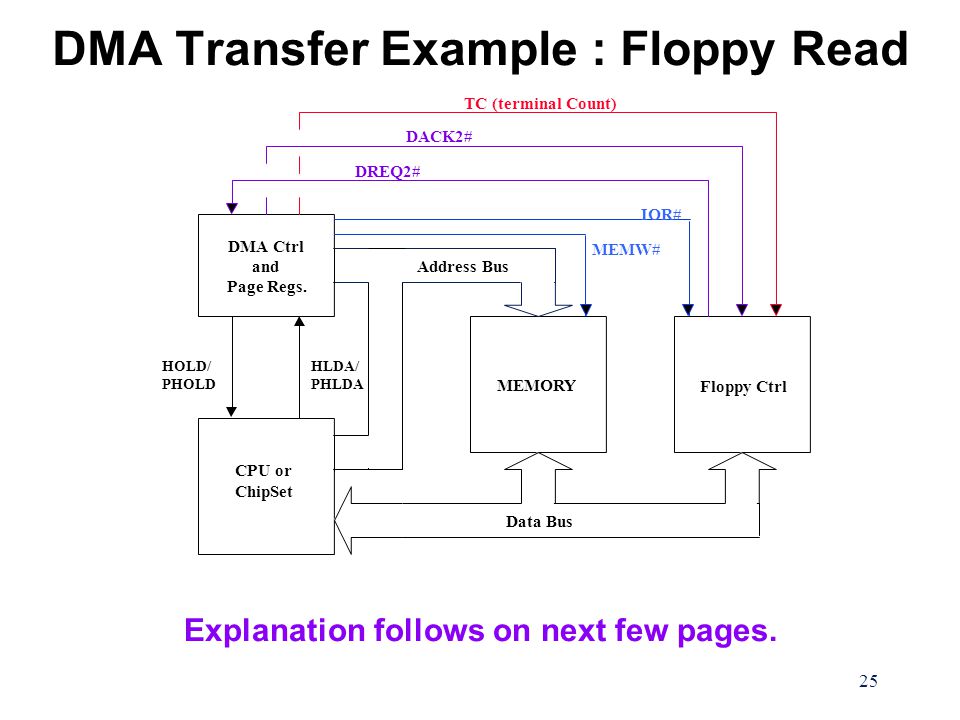 DMA Transfer Example : Floppy Read
TC (terminal Count)
DACK2#
DREQ2#
IOR#
MEMW#
DMA Ctrl
and
Page Regs.
Address Bus
HOLD/
PHOLD
HLDA/
PHLDA
MEMORY
Floppy Ctrl
CPU or
ChipSet
Data Bus
Explanation follows on next few pages.
25